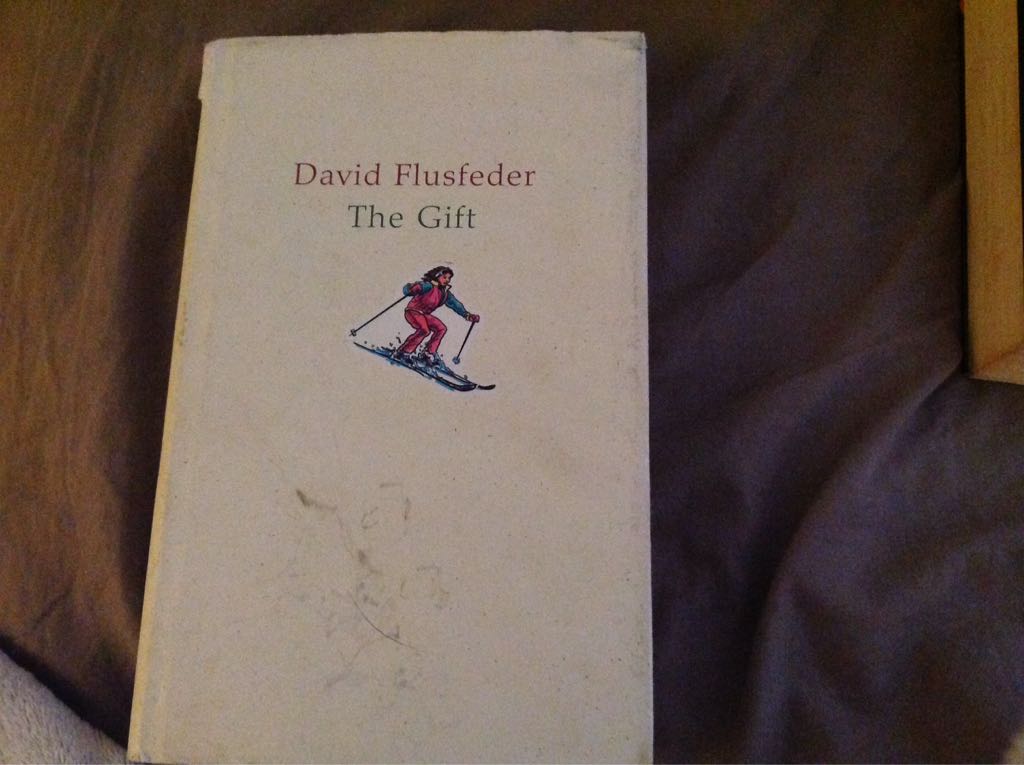 David Flusfeder
The Gift